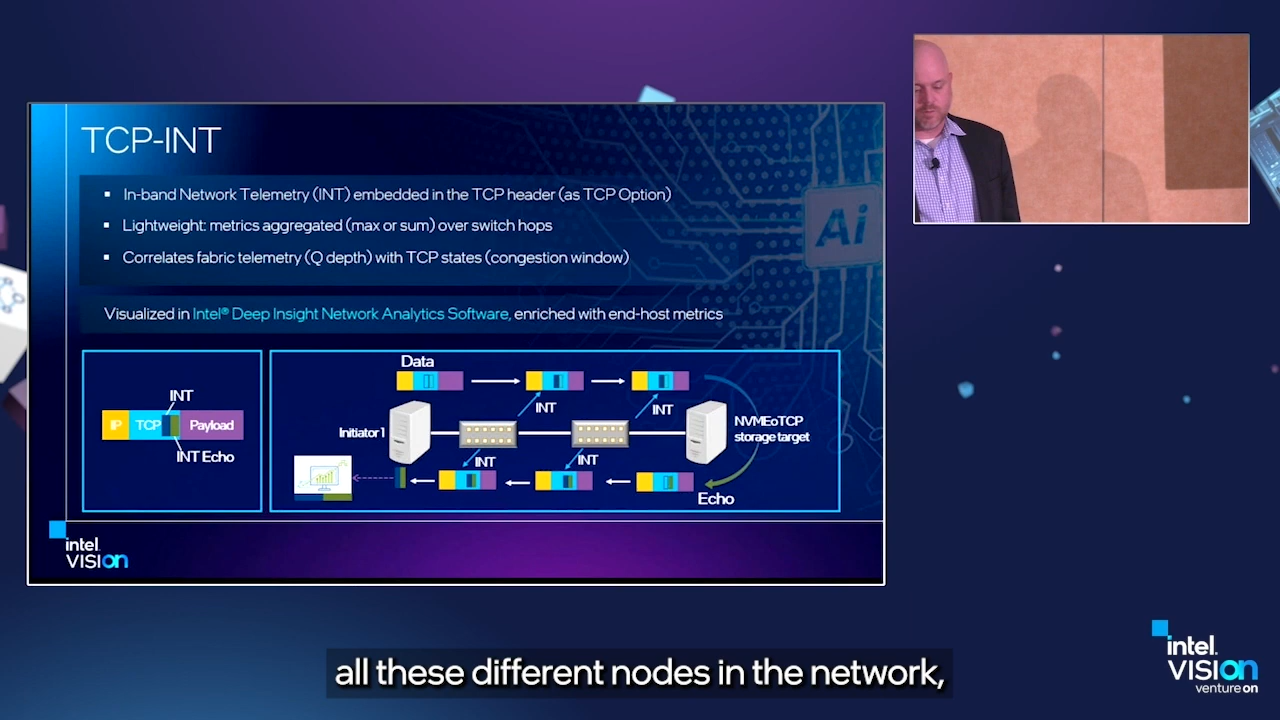 TCP-INT
▪ In-band Network Telemetry (INT) embedded in the TCP header (as TCP Option)
▪ Lightweight: metrics aggregated (max or sum) over switch hops
▪ Correlates fabric telemetry (Q depth) with TCP states (congestion window)
Visualized in Intel® Deep Insight Network Analytics Software, enriched with end-host metrics
Ai
INT
IP TCP Payload
INT Echo
Data
INT INT
Initiator 1
NVMEoTCP
storage target
INT INT
Echo
intel.
VISION
all these different nodes in the network,
intel.
VISION
venture on